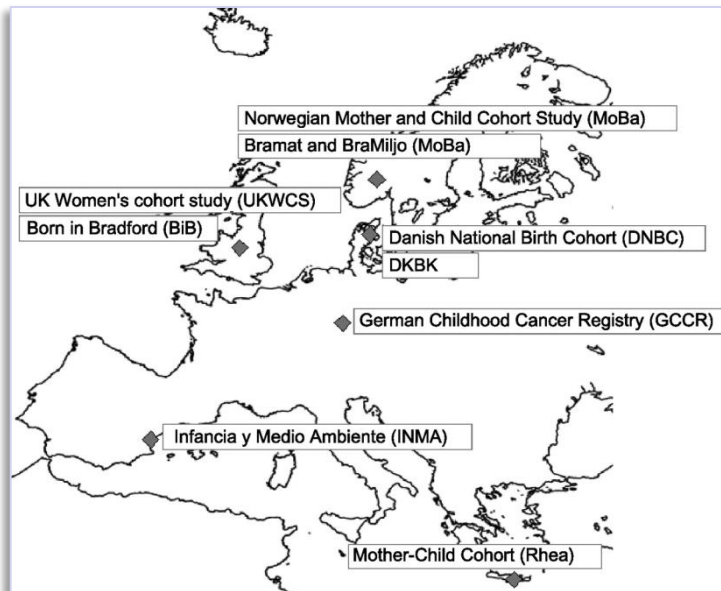 Norwegian Mother and Child Cohort Study (MoBa)
Bramat and BraMiljo (MoBa)
UK Women's cohort study (UKWCS)
Born in Bradford (BiB)
Danish National Birth Cohort (DNBC)
DKBK
German Childhood Cancer Registry (GCCR)
Infancia y Medio Ambiente (INMA)
Mother-Child Cohort (Rhea)